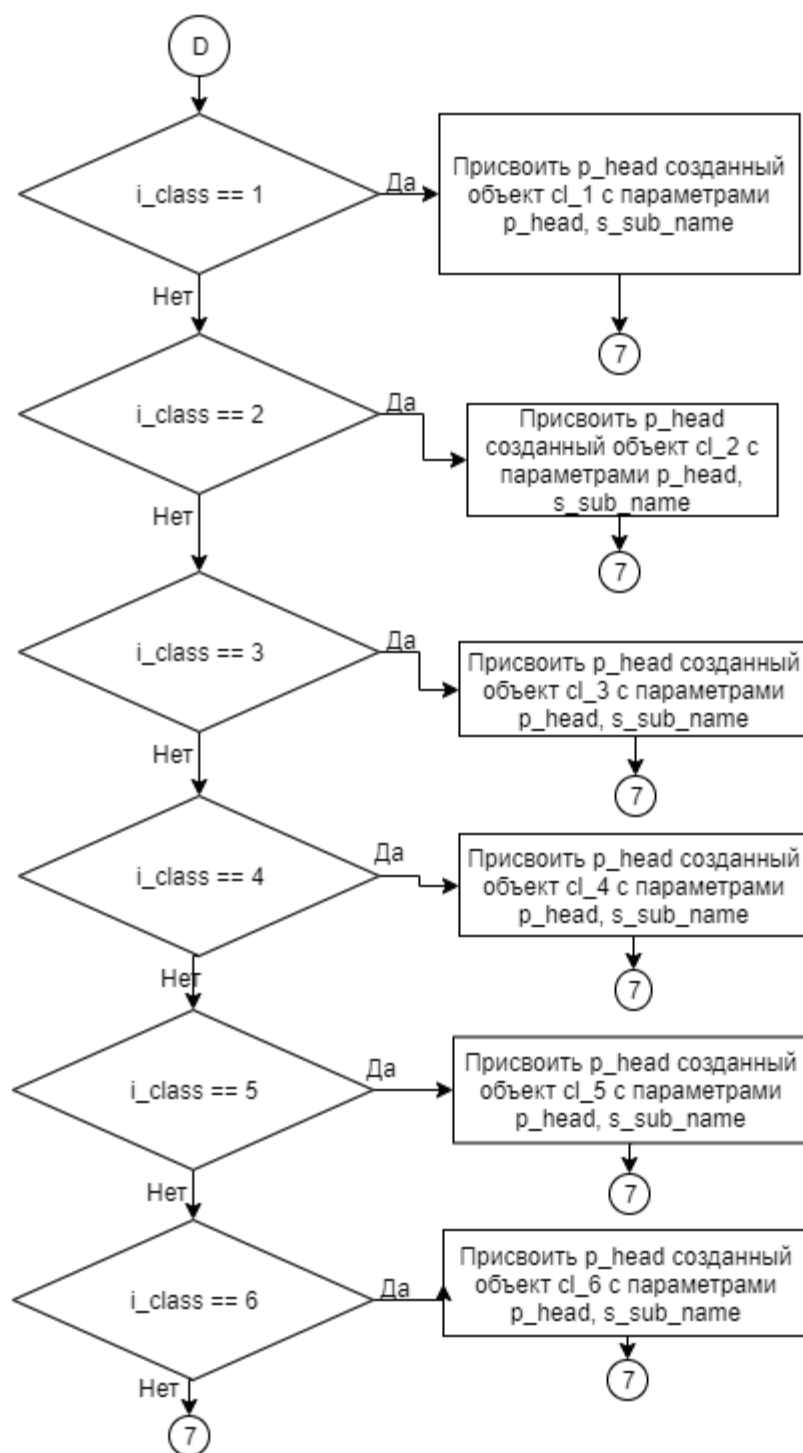 D
i_class == 1
Да
Присвоить p_head созданный
объект cl_1 с параметрами
p_head, s_sub_name
Нет
7
i_class == 2
Да
Присвоить p_head
созданный объект cl_2 с
параметрами p_head,
s_sub_name
Нет
7
i_class == 3
Да
Присвоить p_head созданный
объект cl_3 с параметрами
p_head, s_sub_name
Нет
7
i_class == 4
Да
Присвоить p_head созданный
объект cl_4 с параметрами
p_head, s_sub_name
Нет
7
i_class == 5
Да
Присвоить p_head созданный
объект cl_5 с параметрами
p_head, s_sub_name
Нет
7
i_class == 6
Да
Присвоить p_head созданный
объект cl_6 с параметрами
p_head, s_sub_name
Нет
7
7